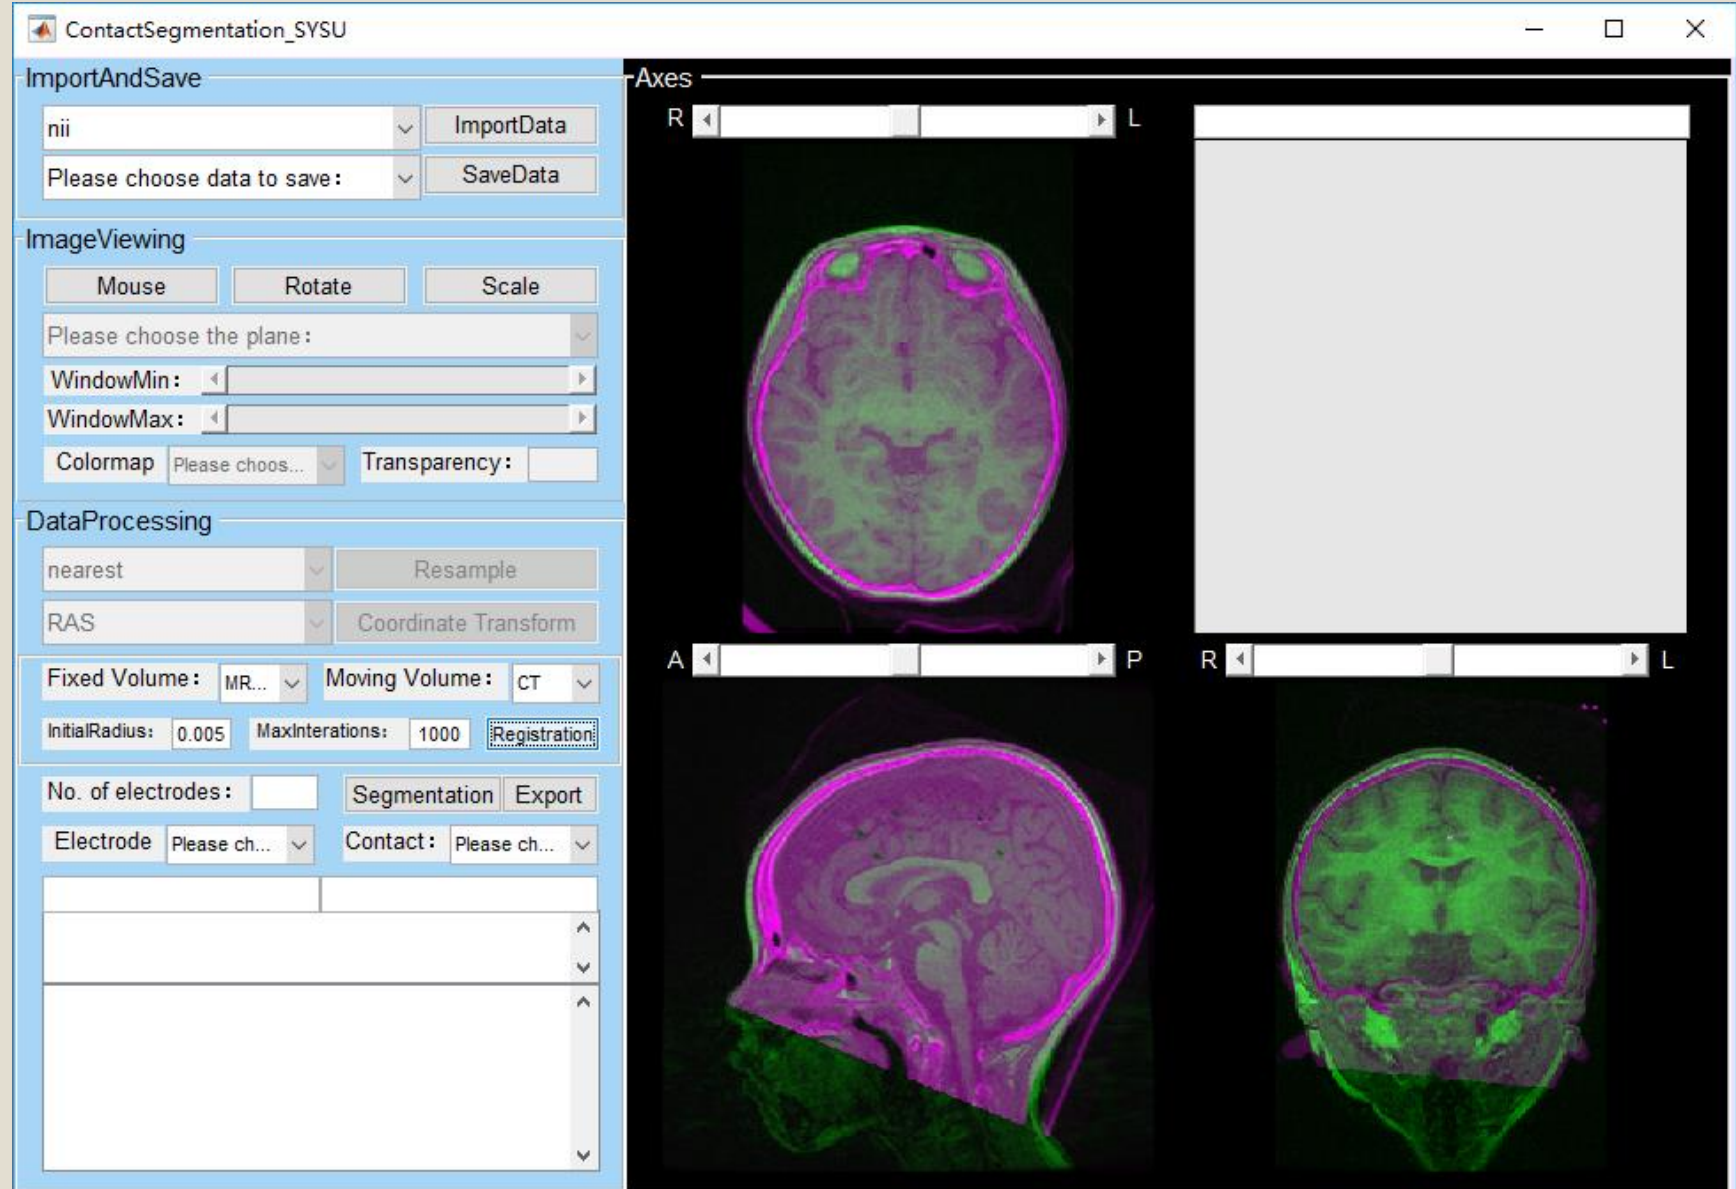 ContactSegmentation_SYSU
ImportAndSave
nii
ImportData
Please choose data to save:
SaveData
ImageViewing
Mouse Rotate Scale
Please choose the plane:
WindowMin:
WindowMax:
Colormap Please choos... Transparency:
DataProcessing
nearest Resample
RAS Coordinate Transform
Fixed Volume: MR... Moving Volume: CT
InitialRadius: 0.005 MaxInterations: 1000 Registration
No. of electrodes: Segmentation Export
Electrode Please ch... Contact: Please ch...
Axes
R L
A P
R L